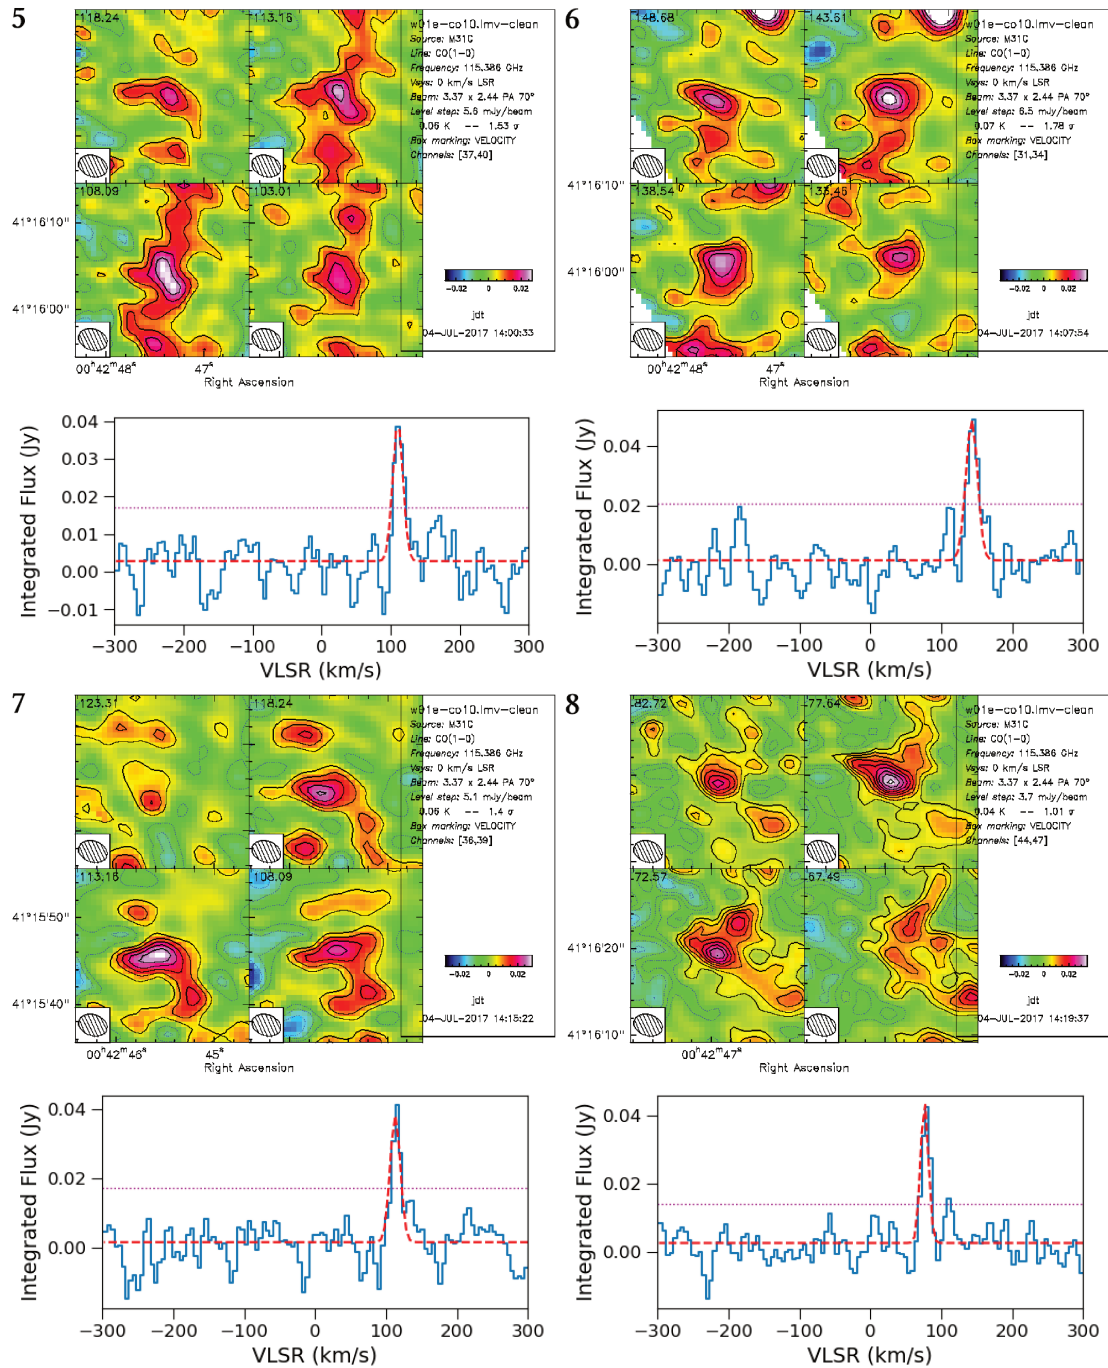 5
118.24
113.16
108.09
103.01
w01e-co10.lmv-clean
Source: M31C
Line: CO(1-0)
Frequency: 115.386 GHz
Vsys: 0 km/s LSR
Beam: 3.37 x 2.44 PA 70°
Level step: 5.6 mJy/beam
0.06 K -- 1.53 σ
Box marking: VELOCITY
Channels: [37,40]
41°16'10"
41°16'00"
-0.02 0 0.02
jdt
04-JUL-2017 14:00:33
00h42m48s 47s
Right Ascension
6
148.68
143.61
138.54
133.46
w01e-co10.lmv-clean
Source: M31C
Line: CO(1-0)
Frequency: 115.386 GHz
Vsys: 0 km/s LSR
Beam: 3.37 x 2.44 PA 70°
Level step: 6.5 mJy/beam
0.07 K -- 1.78 σ
Box marking: VELOCITY
Channels: [31,34]
41°16'10"
41°16'00"
-0.02 0 0.02
jdt
04-JUL-2017 14:07:54
00h42m48s 47s
Right Ascension
Integrated Flux (Jy)
0.04
0.03
0.02
0.01
0.00
−0.01
−300 −200 −100 0 100 200 300
VLSR (km/s)
Integrated Flux (Jy)
0.04
0.02
0.00
−300 −200 −100 0 100 200 300
VLSR (km/s)
7
123.31
118.24
113.16
108.09
w01e-co10.lmv-clean
Source: M31C
Line: CO(1-0)
Frequency: 115.386 GHz
Vsys: 0 km/s LSR
Beam: 3.37 x 2.44 PA 70°
Level step: 5.1 mJy/beam
0.06 K -- 1.4 σ
Box marking: VELOCITY
Channels: [36,39]
41°15'50"
41°15'40"
-0.02 0 0.02
jdt
04-JUL-2017 14:15:22
00h42m46s 45s
Right Ascension
8
82.72
77.64
72.57
67.49
w01e-co10.lmv-clean
Source: M31C
Line: CO(1-0)
Frequency: 115.386 GHz
Vsys: 0 km/s LSR
Beam: 3.37 x 2.44 PA 70°
Level step: 3.7 mJy/beam
0.04 K -- 1.01 σ
Box marking: VELOCITY
Channels: [44,47]
41°16'20"
41°16'10"
-0.02 0 0.02
jdt
04-JUL-2017 14:19:37
00h42m47s
Right Ascension
Integrated Flux (Jy)
0.04
0.02
0.00
−300 −200 −100 0 100 200 300
VLSR (km/s)
Integrated Flux (Jy)
0.04
0.02
0.00
−300 −200 −100 0 100 200 300
VLSR (km/s)